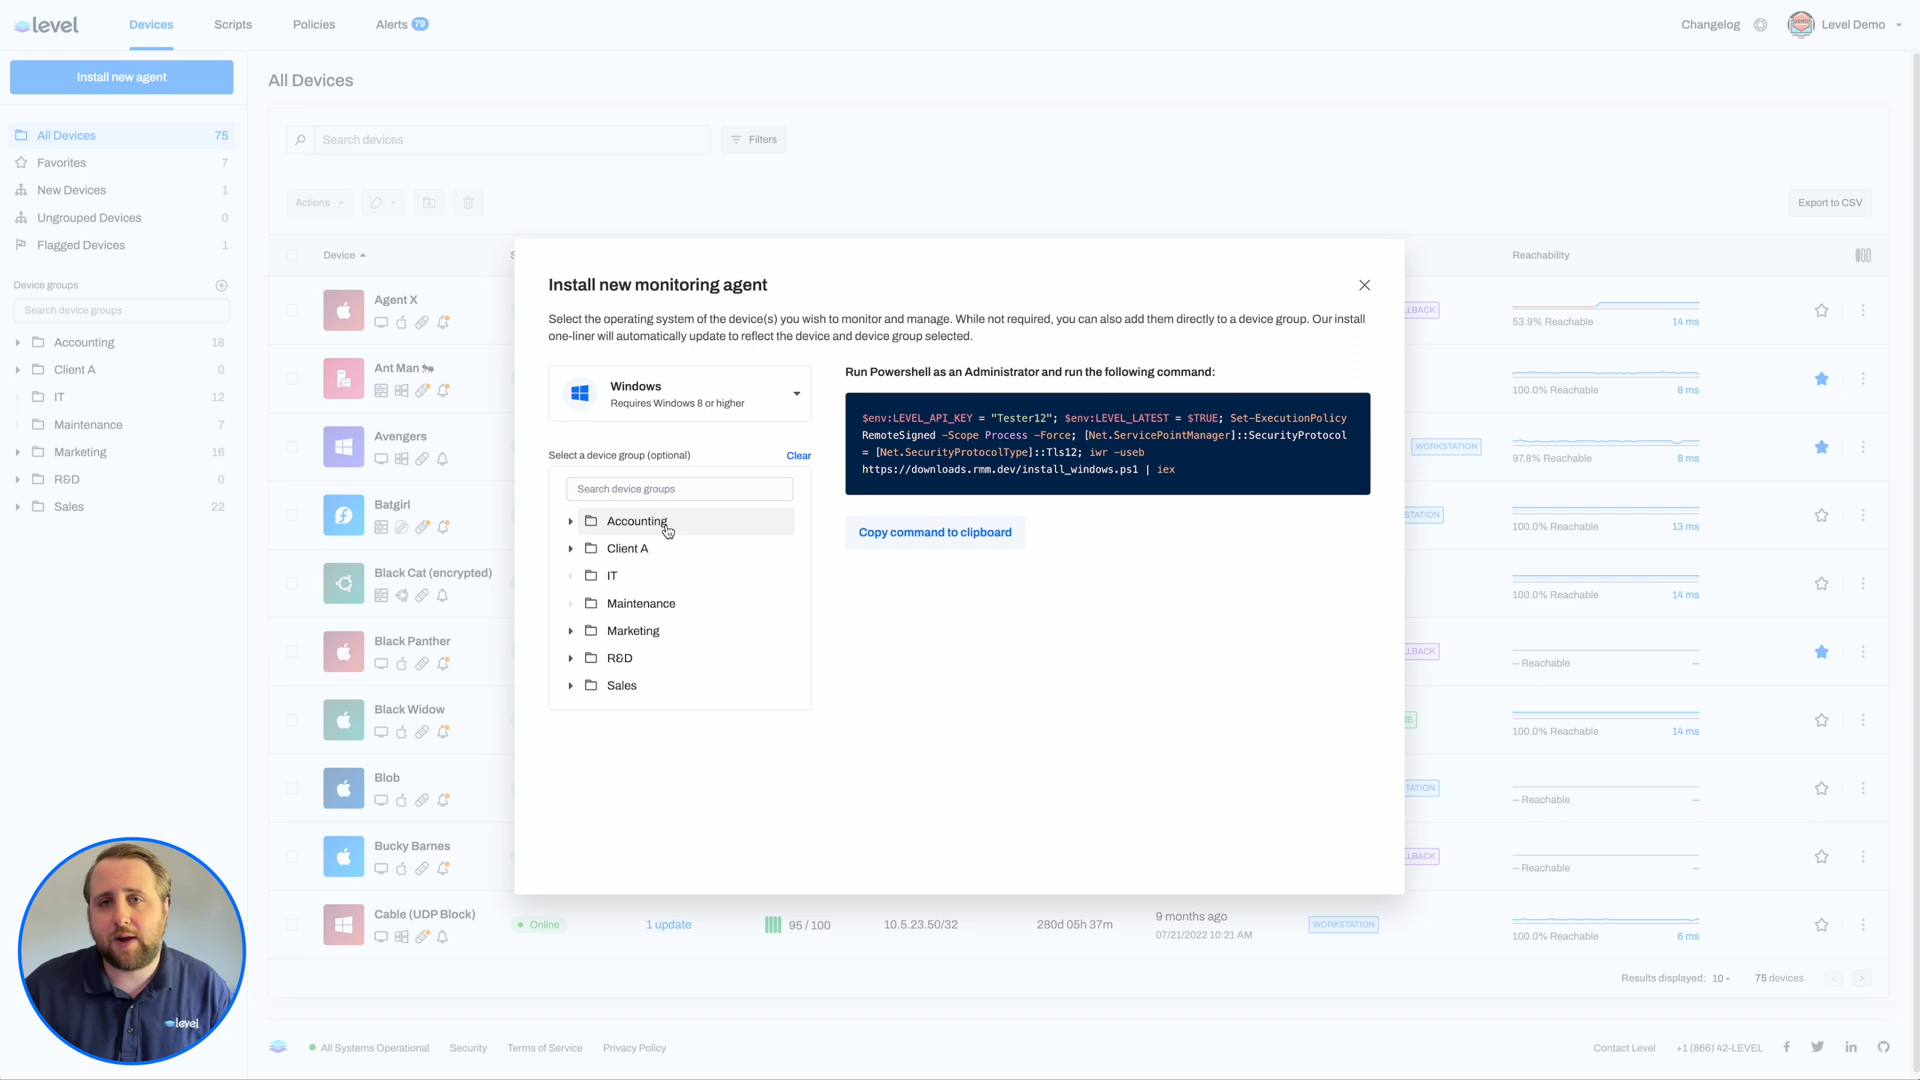 level
Devices
Scripts
Policies
Alerts 79
Changelog
Level Demo
Install new agent
All Devices 75
Favorites 7
New Devices 1
Ungrouped Devices 0
Flagged Devices 1
Device groups
Search device groups
Accounting 18
Client A 0
IT 12
Maintenance 7
Marketing 16
R&D 0
Sales 22
All Devices
Search devices
Filters
Actions
Export to CSV
Device
Reachability
Agent X
53.9% Reachable 14 ms
Ant Man
100.0% Reachable 8 ms
Avengers
WORKSTATION
97.8% Reachable 8 ms
Batgirl
100.0% Reachable 13 ms
Black Cat (encrypted)
100.0% Reachable 14 ms
Black Panther
-- Reachable --
Black Widow
100.0% Reachable 14 ms
Blob
-- Reachable --
Bucky Barnes
-- Reachable
Cable (UDP Block)
Online
1 update
95 / 100
10.5.23.50/32
280d 05h 37m
9 months ago
07/21/2022 10:21 AM
WORKSTATION
100.0% Reachable 6 ms
Install new monitoring agent
Select the operating system of the device(s) you wish to monitor and manage. While not required, you can also add them directly to a device group. Our install
one-liner will automatically update to reflect the device and device group selected.
Windows
Requires Windows 8 or higher
Select a device group (optional) Clear
Search device groups
Accounting
Client A
IT
Maintenance
Marketing
R&D
Sales
Run Powershell as an Administrator and run the following command:
$env:LEVEL_API_KEY = "Tester12"; $env:LEVEL_LATEST = $TRUE; Set-ExecutionPolicy
RemoteSigned -Scope Process -Force; [Net.ServicePointManager]::SecurityProtocol
= [Net.SecurityProtocolType]::Tls12; iwr -useb
https://downloads.rmm.dev/install_windows.ps1 | iex
Copy command to clipboard
Results displayed: 10
75 devices
level
All Systems Operational
Security
Terms of Service
Privacy Policy
Contact Level
+1 (866) 42-LEVEL